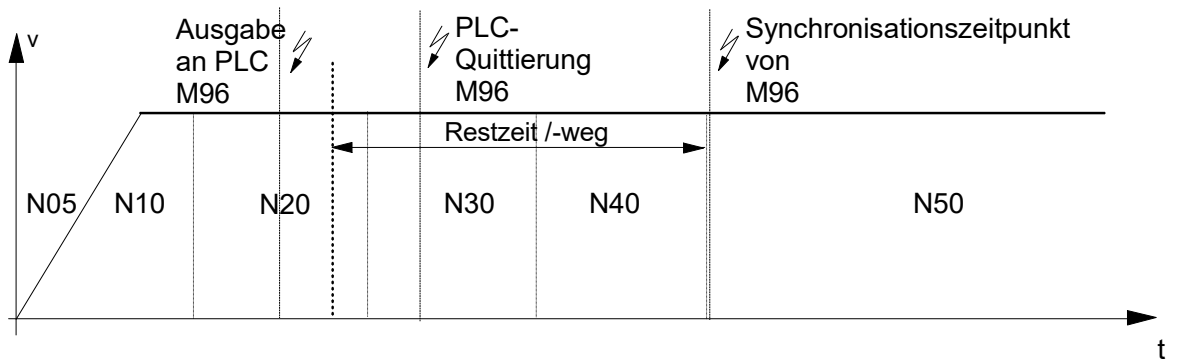 v
Ausgabe
an PLC
M96
PLC-
Quittierung
M96
Synchronisationszeitpunkt
von
M96
Restzeit /-weg
N05
N10
N20
N30
N40
N50
t